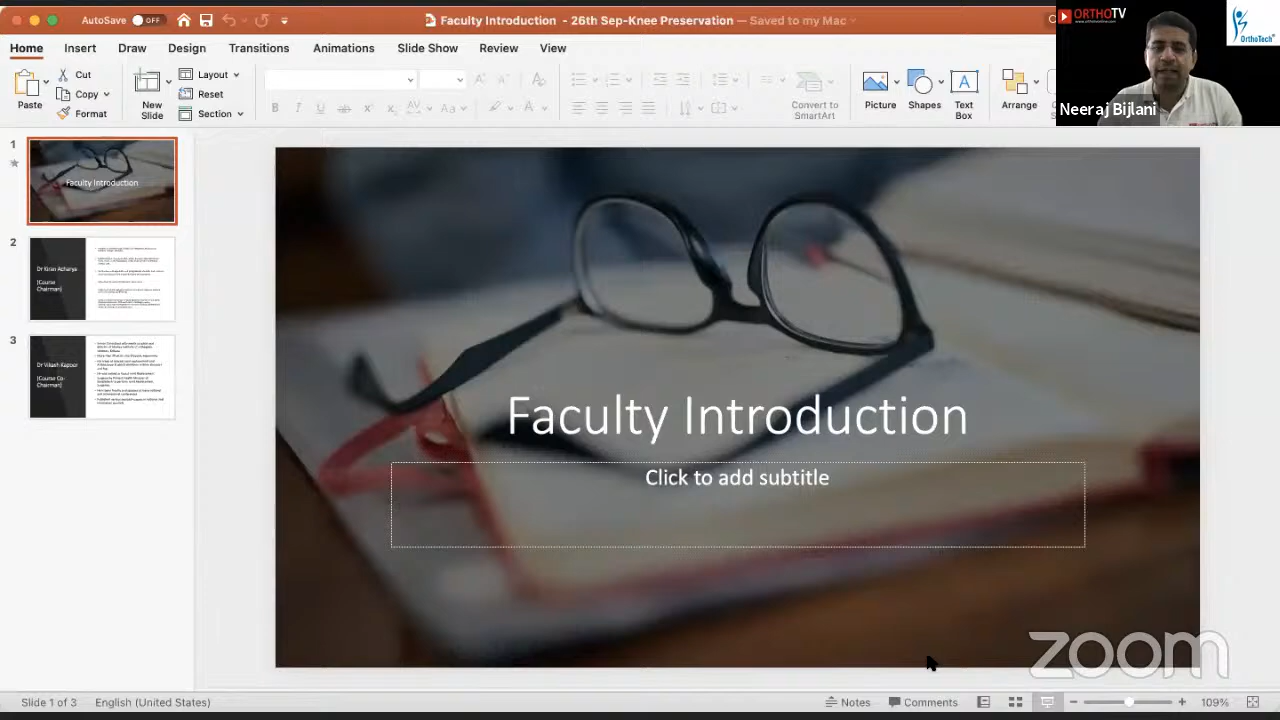 AutoSave OFF
Faculty Introduction - 26th Sep-Knee Preservation — Saved to my Mac
ORTHOTV
OrthoTech
Neeraj Bijlani
Home Insert Draw Design Transitions Animations Slide Show Review View
Paste
Cut
Copy
Format
New
Slide
Layout
Reset
Section
Convert to
SmartArt
Picture
Shapes
Text
Box
Arrange
1
Faculty Introduction
2
Dr Kiran Acharya
(Course
Chairman)
3
Dr Vikash Kapoor
(Course Co-
Chairman)
Faculty Introduction
Click to add subtitle
zoom
Slide 1 of 3 English (United States) Notes Comments 109%